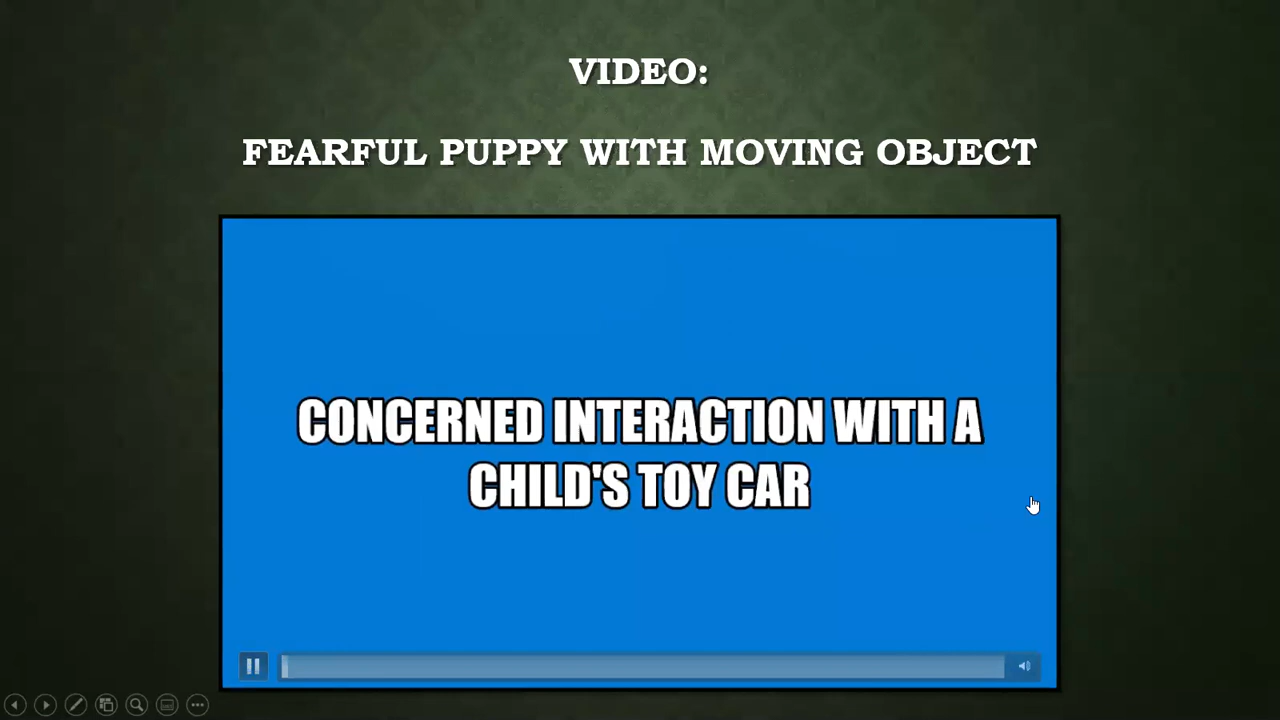 VIDEO:
FEARFUL PUPPY WITH MOVING OBJECT
CONCERNED INTERACTION WITH A
CHILD'S TOY CAR